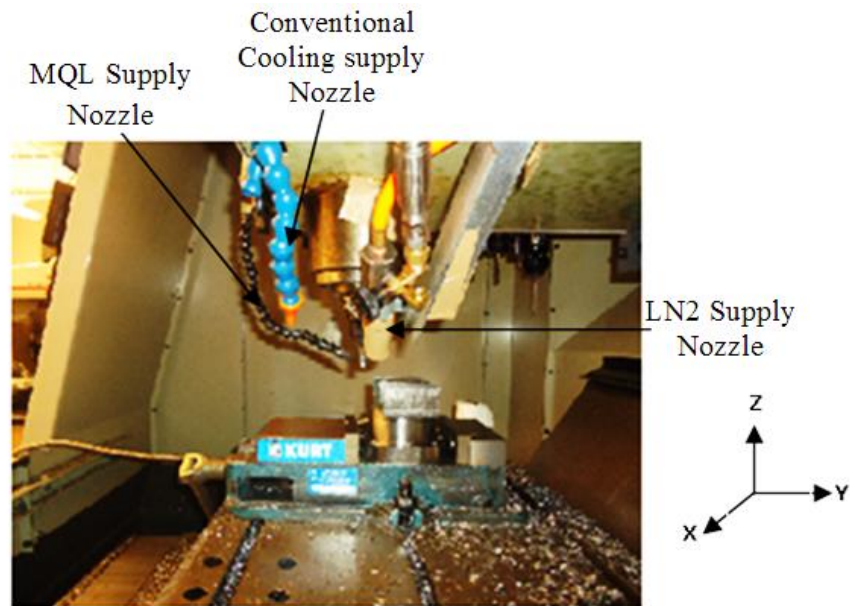 Conventional
Cooling supply
Nozzle
MQL Supply
Nozzle
LN2 Supply
Nozzle
KURT
Z
Y
X